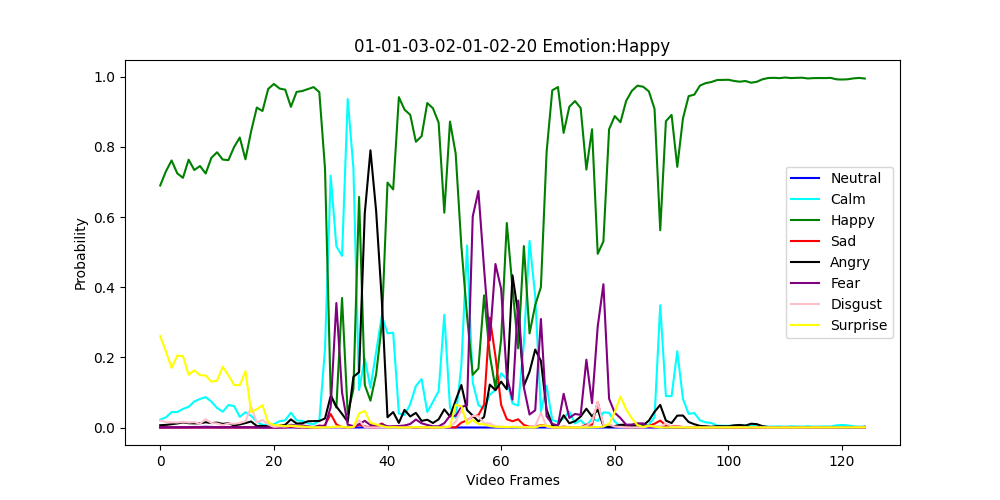 01-01-03-02-01-02-20 Emotion:Happy
1.0
0.8
0.6
0.4
0.2
0.0
Probability
0
20
40
60
80
100
120
Video Frames
Neutral
Calm
Happy
Sad
Angry
Fear
Disgust
Surprise